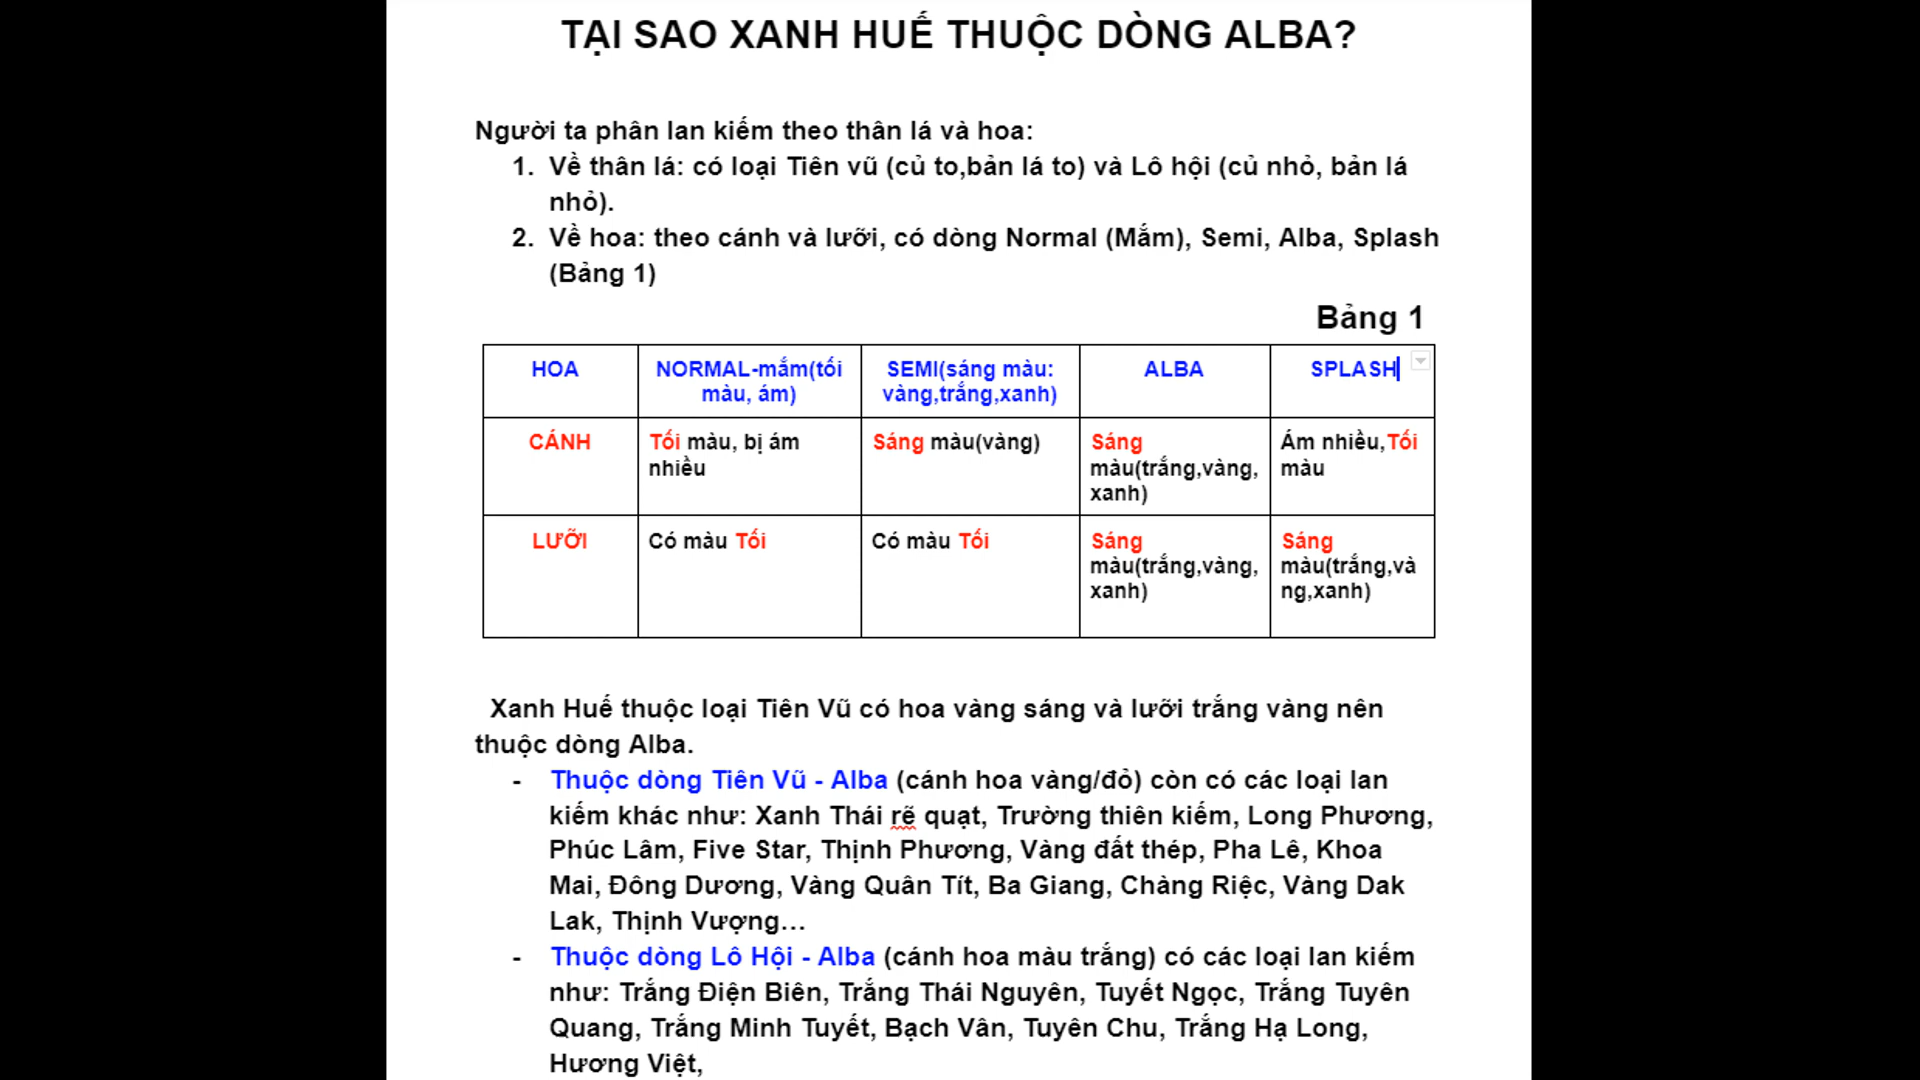 TẠI SAO XANH HUẾ THUỘC DÒNG ALBA?
Người ta phân lan kiếm theo thân lá và hoa:
1. Về thân lá: có loại Tiên vũ (củ to,bản lá to) và Lô hội (củ nhỏ, bản lá
nhỏ).
2. Về hoa: theo cánh và lưỡi, có dòng Normal (Mắm), Semi, Alba, Splash
(Bảng 1)
Bảng 1
HOA
NORMAL-mắm(tối
màu, ám)
SEMI(sáng màu:
vàng,trắng,xanh)
ALBA
SPLASH
CÁNH
Tối màu, bị ám
nhiều
Sáng màu(vàng)
Sáng
màu(trắng,vàng,
xanh)
Ám nhiều,Tối
màu
LƯỠI
Có màu Tối
Có màu Tối
Sáng
màu(trắng,vàng,
xanh)
Sáng
màu(trắng,và
ng,xanh)
Xanh Huế thuộc loại Tiên Vũ có hoa vàng sáng và lưỡi trắng vàng nên
thuộc dòng Alba.
- Thuộc dòng Tiên Vũ - Alba (cánh hoa vàng/đỏ) còn có các loại lan
kiếm khác như: Xanh Thái rẽ quạt, Trường thiên kiếm, Long Phương,
Phúc Lâm, Five Star, Thịnh Phương, Vàng đất thép, Pha Lê, Khoa
Mai, Đông Dương, Vàng Quân Tít, Ba Giang, Chàng Riệc, Vàng Dak
Lak, Thịnh Vượng...
- Thuộc dòng Lô Hội - Alba (cánh hoa màu trắng) có các loại lan kiếm
như: Trắng Điện Biên, Trắng Thái Nguyên, Tuyết Ngọc, Trắng Tuyên
Quang, Trắng Minh Tuyết, Bạch Vân, Tuyên Chu, Trắng Hạ Long,
Hương Việt,